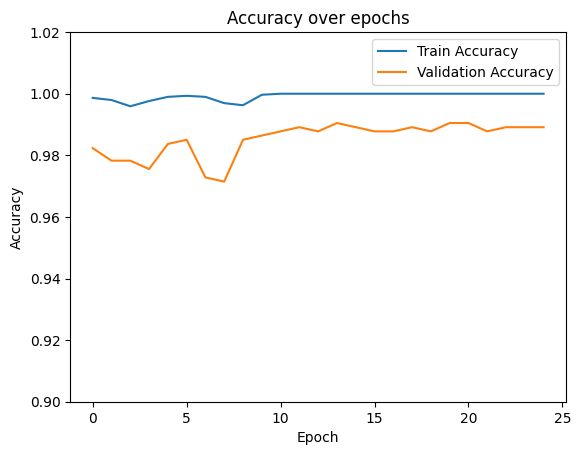 Accuracy over epochs
Train Accuracy
Validation Accuracy
1.02
1.00
0.98
0.96
0.94
0.92
0.90
Accuracy
0
5
10
15
20
25
Epoch